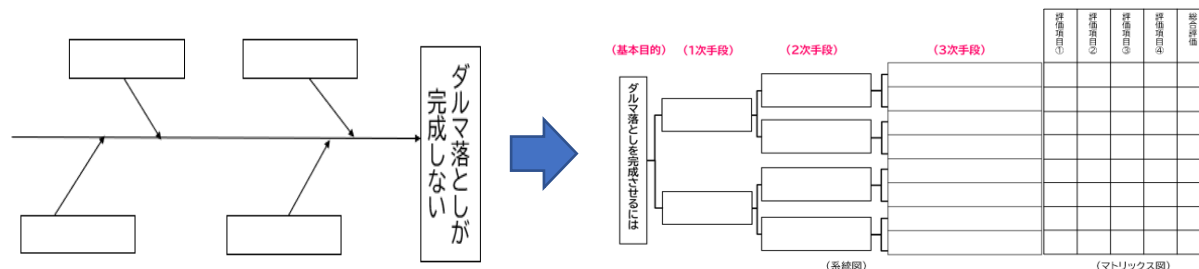 ダルマ落としが
完成しない
(基本目的)
(1次手段)
(2次手段)
(3次手段)
評価項目①
評価項目②
評価項目③
評価項目④
総合評価
ダルマ落としを完成させるには
(系統図)
(マトリックス図)